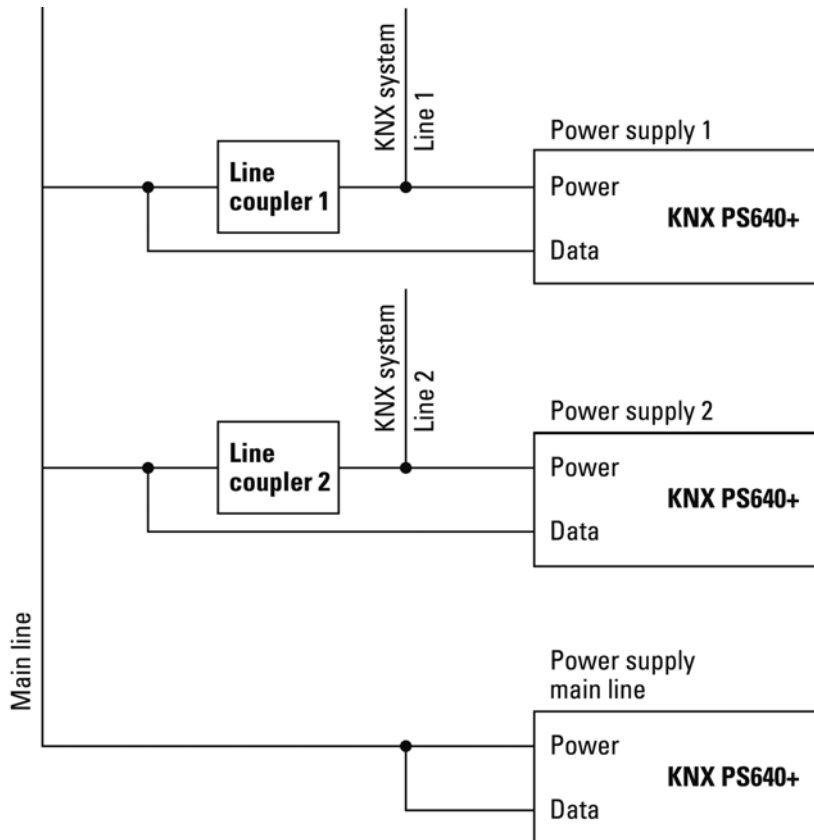 KNX system
Line 1
Power supply 1
Line
coupler 1
Power
KNX PS640+
Data
KNX system
Line 2
Power supply 2
Line
coupler 2
Power
KNX PS640+
Data
Main line
Power supply
main line
Power
KNX PS640+
Data